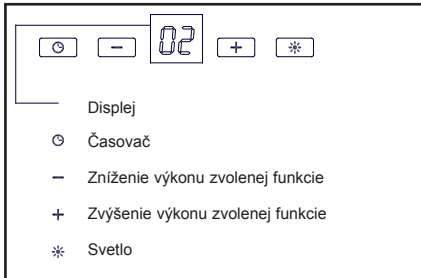 02
Displej
Časovač
− Zníženie výkonu zvolenej funkcie
+ Zvýšenie výkonu zvolenej funkcie
Svetlo